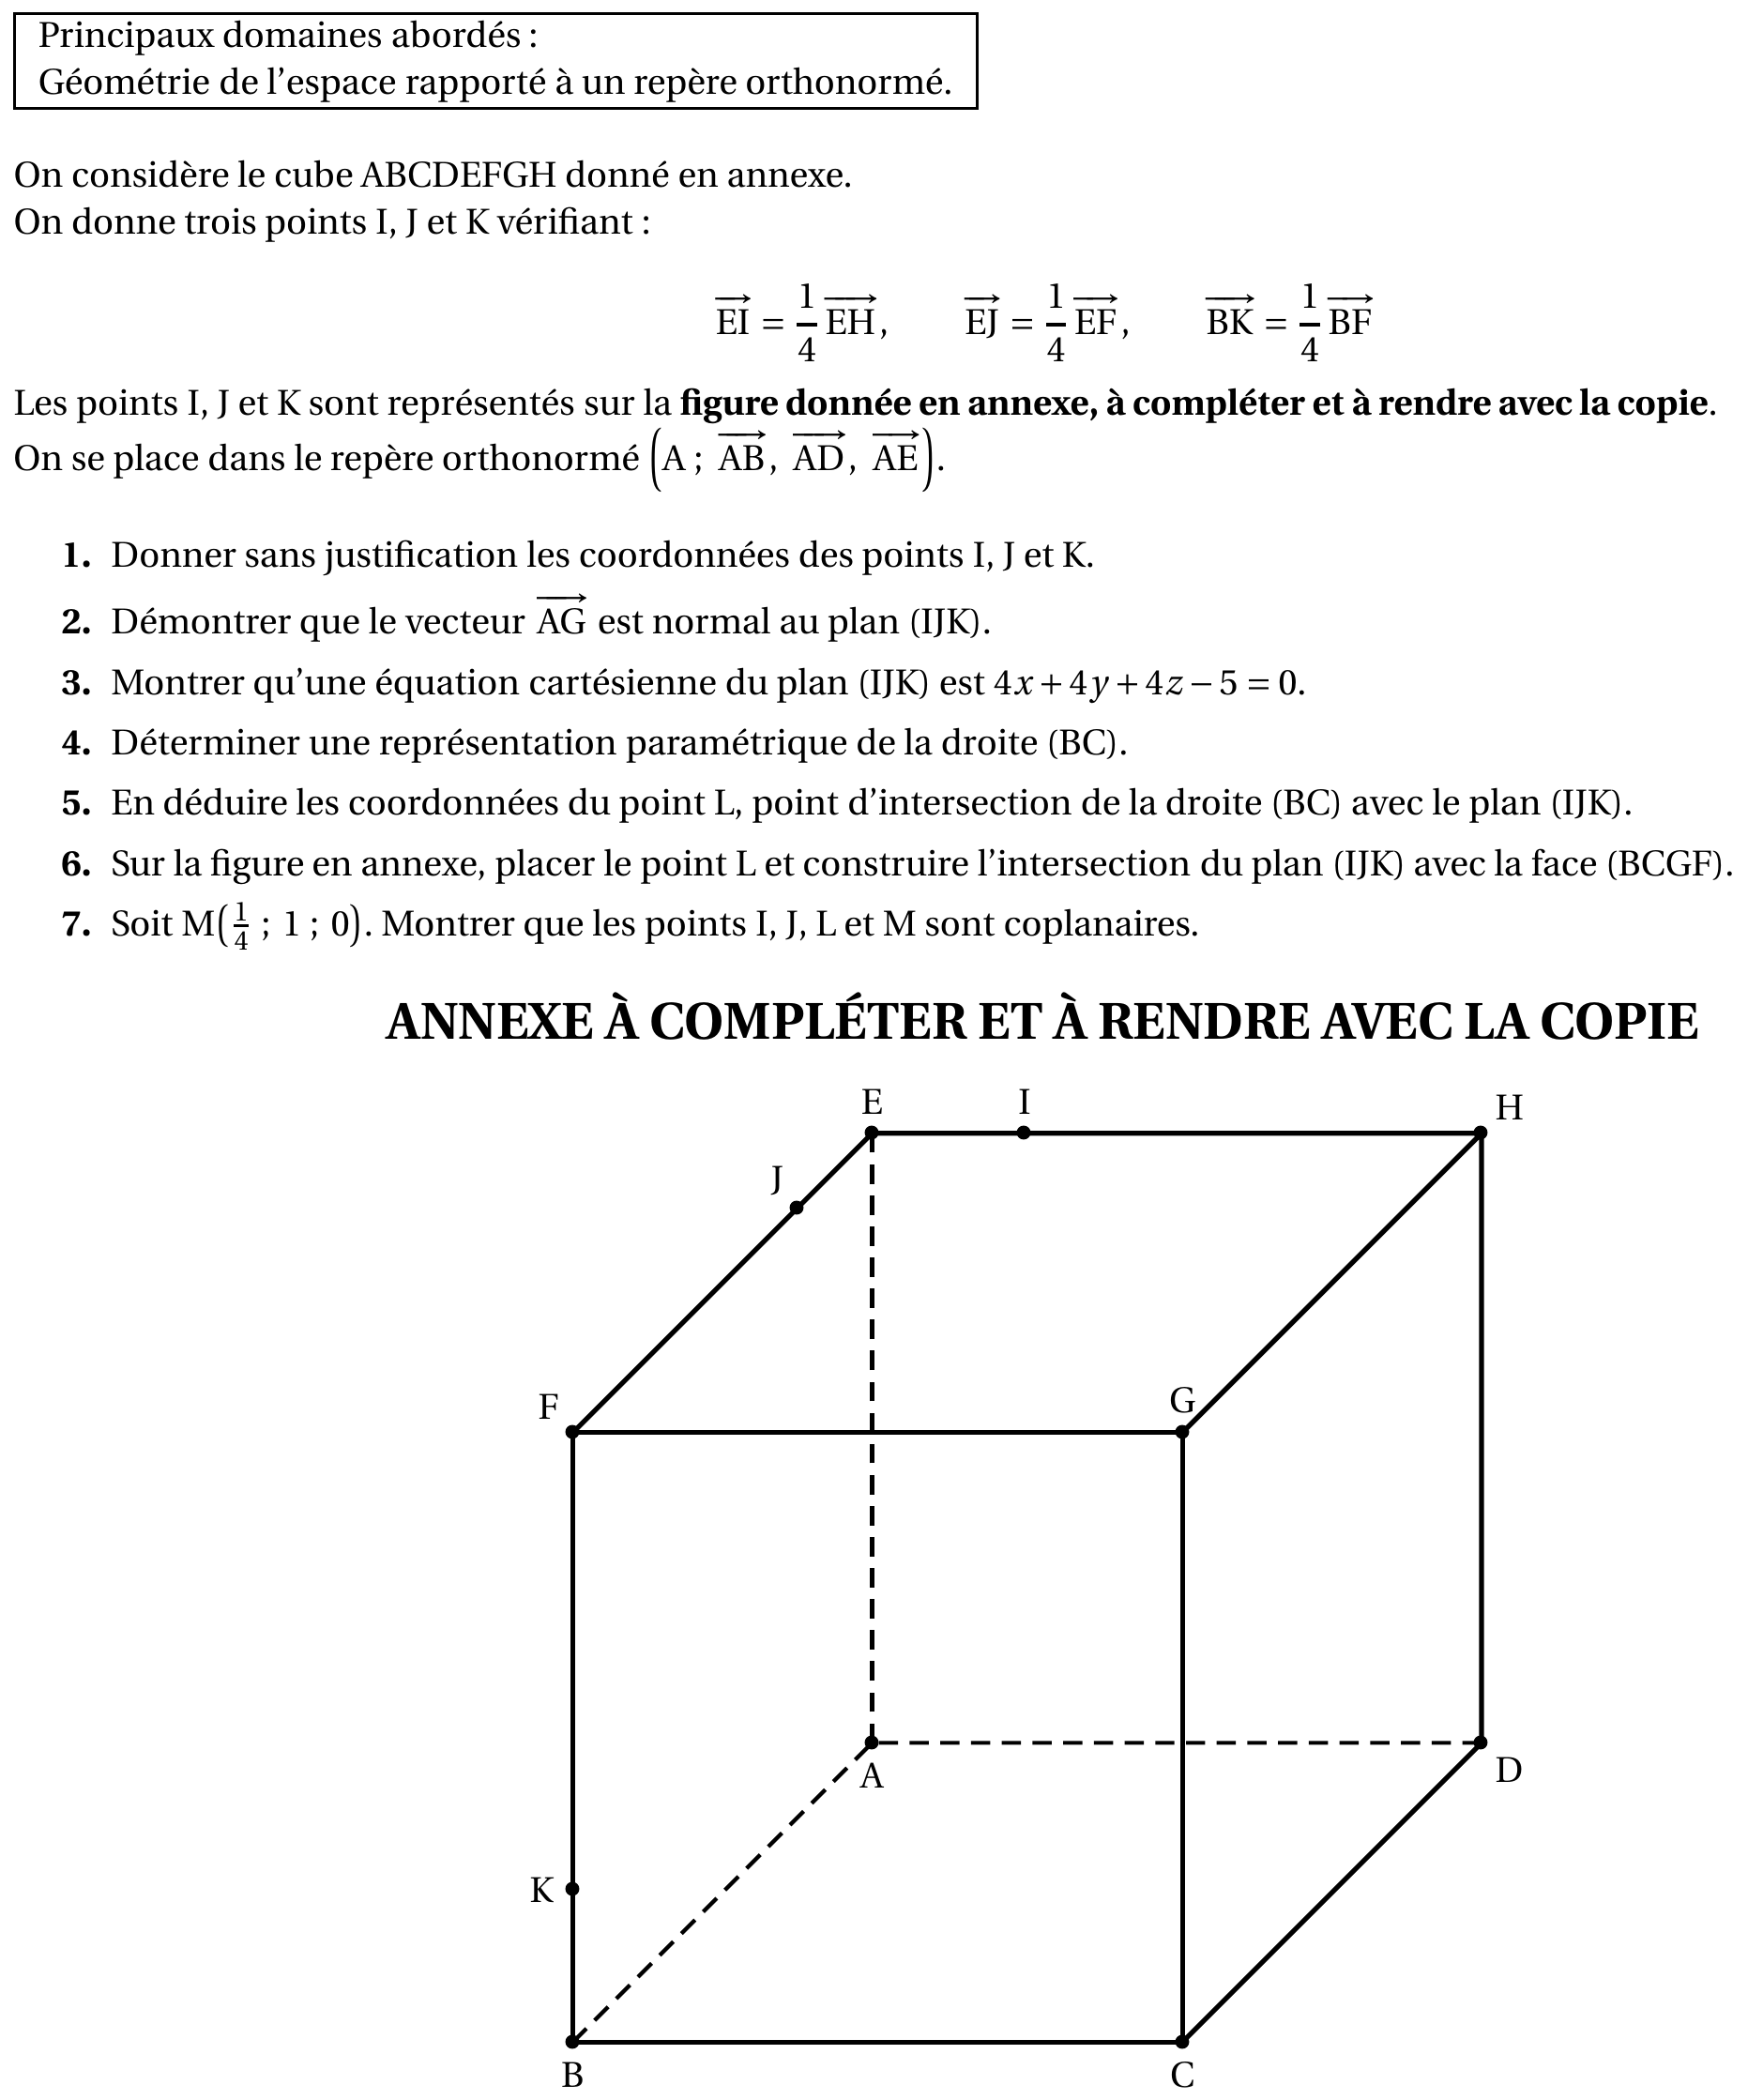 Principaux domaines abordés :
Géométrie de l'espace rapporté à un repère orthonormé.
On considère le cube ABCDEFGH donné en annexe.
On donne trois points I, J et K vérifiant :
$\overrightarrow{EI} = \frac{1}{4}\overrightarrow{EH}, \quad \overrightarrow{EJ} = \frac{1}{4}\overrightarrow{EF}, \quad \overrightarrow{BK} = \frac{1}{4}\overrightarrow{BF}$
Les points I, J et K sont représentés sur la figure donnée en annexe, à compléter et à rendre avec la copie.
On se place dans le repère orthonormé $\left(A ; \overrightarrow{AB}, \overrightarrow{AD}, \overrightarrow{AE}\right)$.
1. Donner sans justification les coordonnées des points I, J et K.
2. Démontrer que le vecteur $\overrightarrow{AG}$ est normal au plan (IJK).
3. Montrer qu'une équation cartésienne du plan (IJK) est $4x + 4y + 4z - 5 = 0$.
4. Déterminer une représentation paramétrique de la droite (BC).
5. En déduire les coordonnées du point L, point d'intersection de la droite (BC) avec le plan (IJK).
6. Sur la figure en annexe, placer le point L et construire l'intersection du plan (IJK) avec la face (BCGF).
7. Soit $M\left(\frac{1}{4} ; 1 ; 0\right)$. Montrer que les points I, J, L et M sont coplanaires.
ANNEXE À COMPLÉTER ET À RENDRE AVEC LA COPIE
E
I
H
J
F
G
A
D
K
B
C